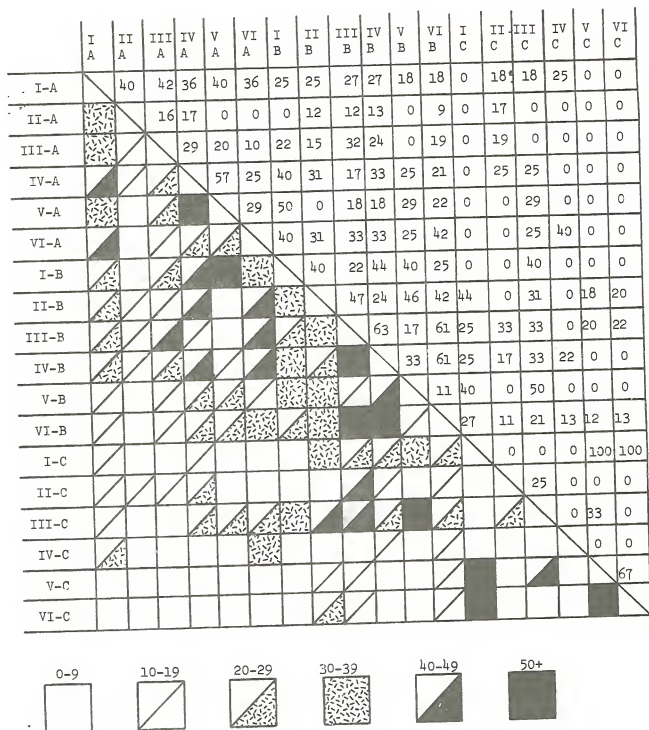 I II III IV V VI I II III IV V VI I II III IV V VI
A A A A A A B B B B B B C C C C C C
I-A 40 42 36 40 36 25 25 27 27 18 18 0 18 18 25 0 0
II-A 16 17 0 0 0 12 12 13 0 9 0 17 0 0 0 0
III-A 29 20 10 22 15 32 24 0 19 0 19 0 0 0 0
IV-A 57 25 40 31 17 33 25 21 0 25 25 0 0 0
V-A 29 50 0 18 18 29 22 0 0 29 0 0 0
VI-A 40 31 33 33 25 42 0 0 25 40 0 0
I-B 40 22 44 40 25 0 0 40 0 0 0
II-B 47 24 46 42 44 0 31 0 18 20
III-B 63 17 61 25 33 33 0 20 22
IV-B 33 61 25 17 33 22 0 0
V-B 11 40 0 50 0 0 0
VI-B 27 11 21 13 12 13
I-C 0 0 0 100 100
II-C 25 0 0 0
III-C 0 33 0
IV-C 0 0
V-C 67
VI-C
0-9 10-19 20-29 30-39 40-49 50+